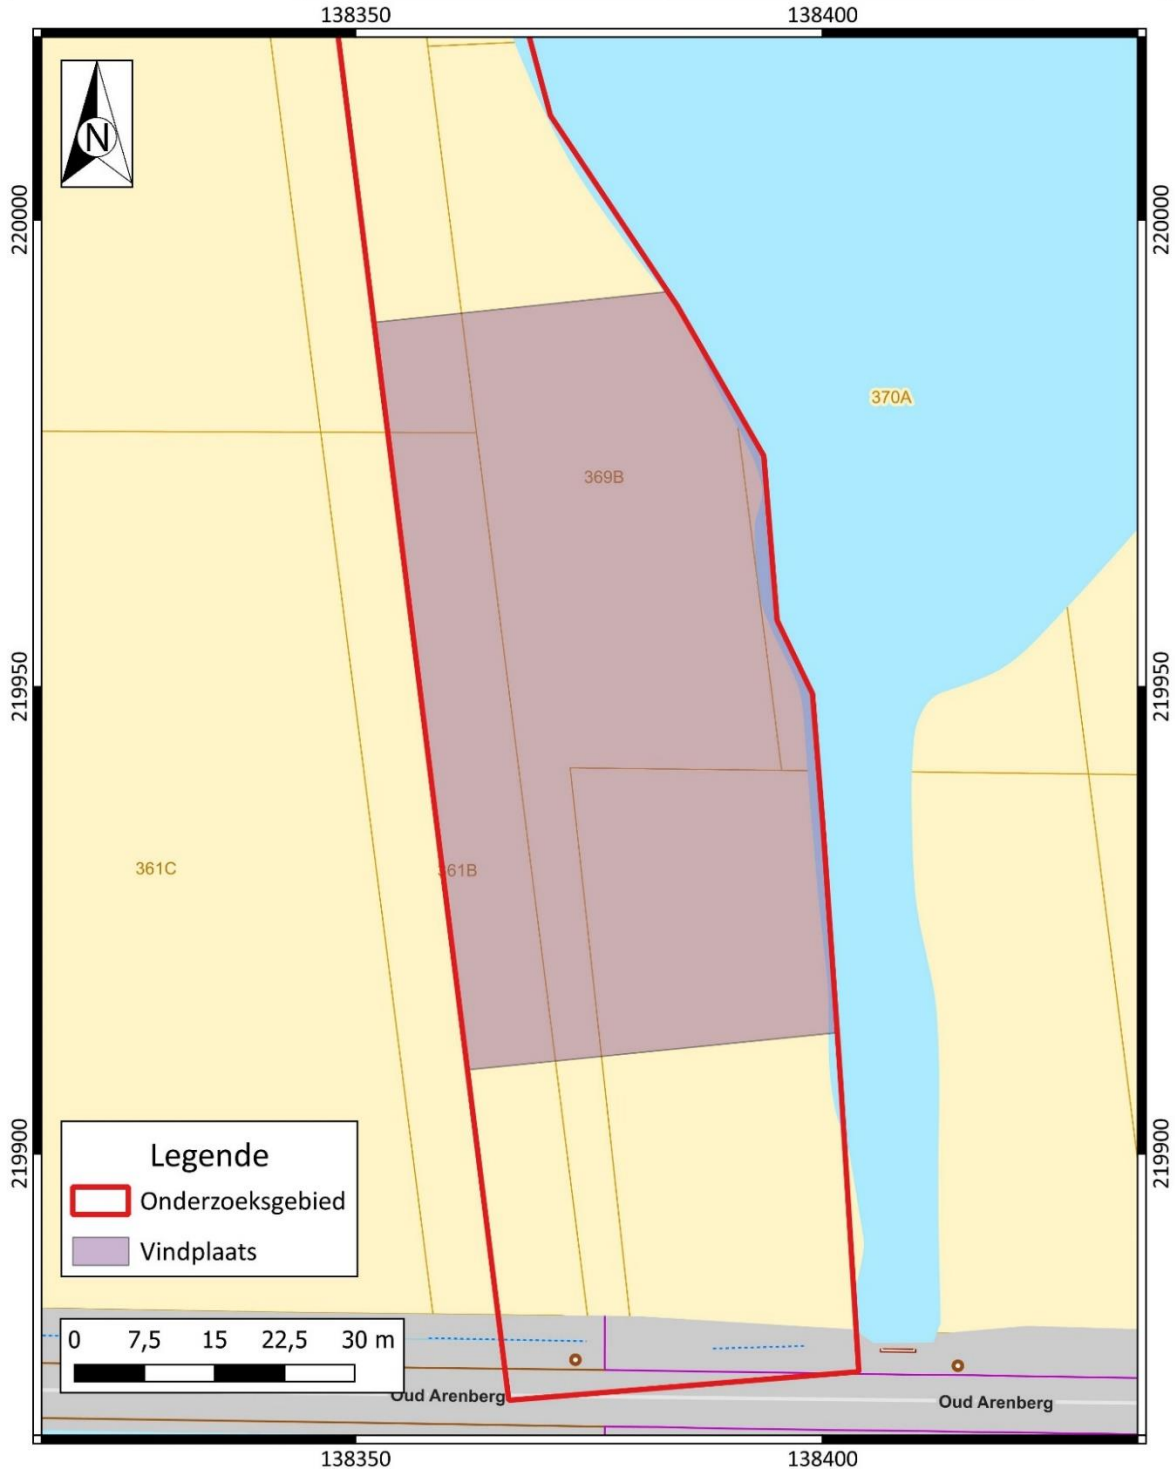 138350
138400
N
220000
220000
370A
369B
219950
219950
361C
361B
219900
219900
Legende
Onderzoeksgebied
Vindplaats
0 7,5 15 22,5 30 m
Oud Arenberg
Oud Arenberg
138350
138400